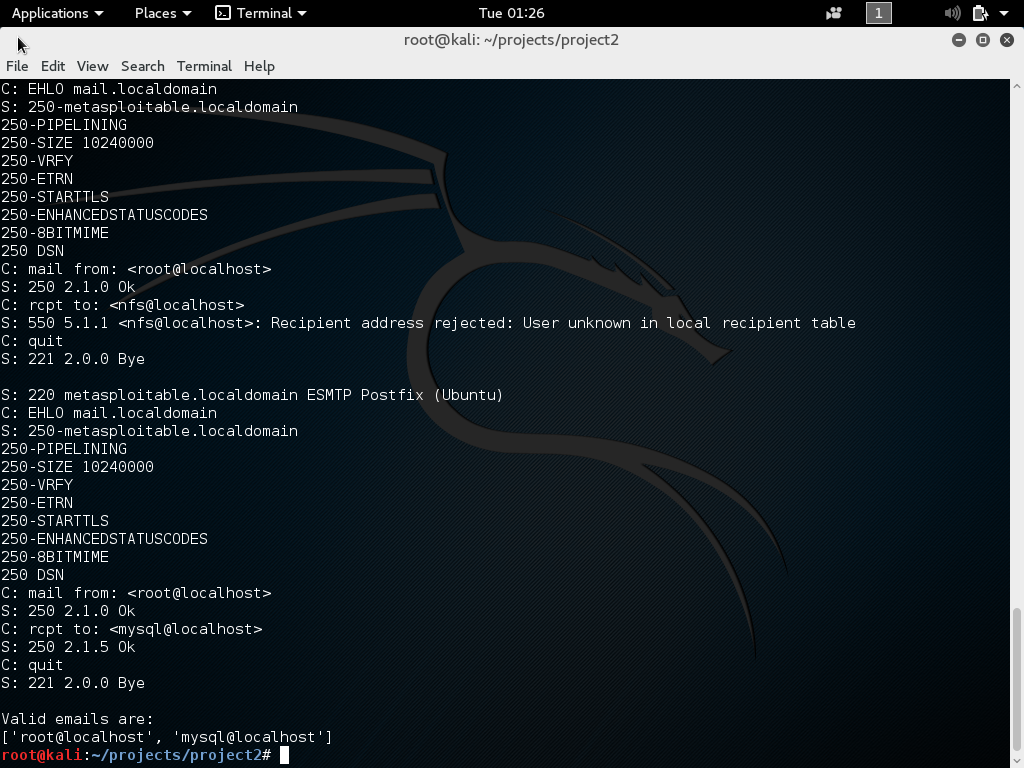 Applications Places Terminal Tue 01:26 1
root@kali: ~/projects/project2
File Edit View Search Terminal Help
C: EHLO mail.localdomain
S: 250-metasploitable.localdomain
250-PIPELINING
250-SIZE 10240000
250-VRFY
250-ETRN
250-STARTTLS
250-ENHANCEDSTATUSCODES
250-8BITMIME
250 DSN
C: mail from: <root@localhost>
S: 250 2.1.0 Ok
C: rcpt to: <nfs@localhost>
S: 550 5.1.1 <nfs@localhost>: Recipient address rejected: User unknown in local recipient table
C: quit
S: 221 2.0.0 Bye
S: 220 metasploitable.localdomain ESMTP Postfix (Ubuntu)
C: EHLO mail.localdomain
S: 250-metasploitable.localdomain
250-PIPELINING
250-SIZE 10240000
250-VRFY
250-ETRN
250-STARTTLS
250-ENHANCEDSTATUSCODES
250-8BITMIME
250 DSN
C: mail from: <root@localhost>
S: 250 2.1.0 Ok
C: rcpt to: <mysql@localhost>
S: 250 2.1.5 Ok
C: quit
S: 221 2.0.0 Bye
Valid emails are:
['root@localhost', 'mysql@localhost']
root@kali:~/projects/project2#